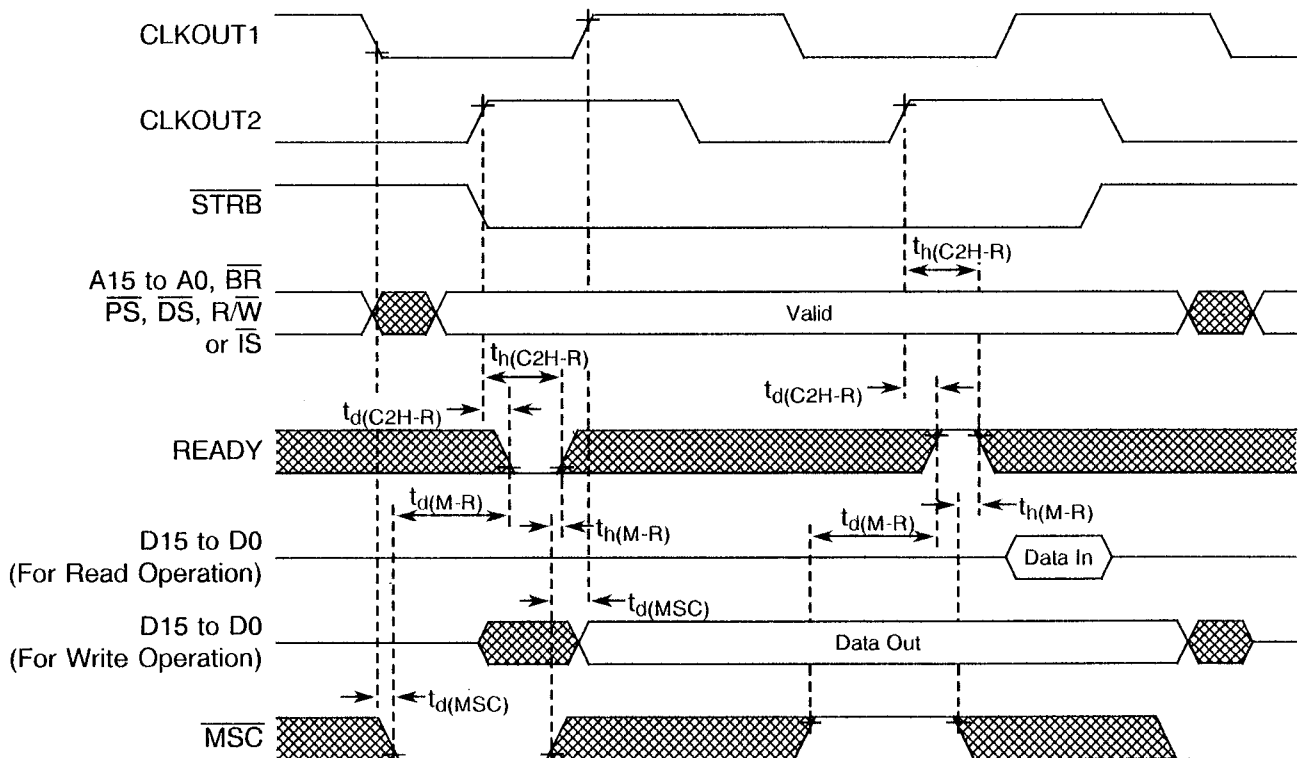 CLKOUT1
CLKOUT2
STRB
th(C2H-R)
A15 to A0, BR
PS, DS, R/W
or IS
Valid
th(C2H-R)
td(C2H-R)
td(C2H-R)
READY
td(M-R)
th(M-R)
td(M-R)
th(M-R)
D15 to D0
(For Read Operation)
Data In
td(MSC)
D15 to D0
(For Write Operation)
Data Out
td(MSC)
MSC